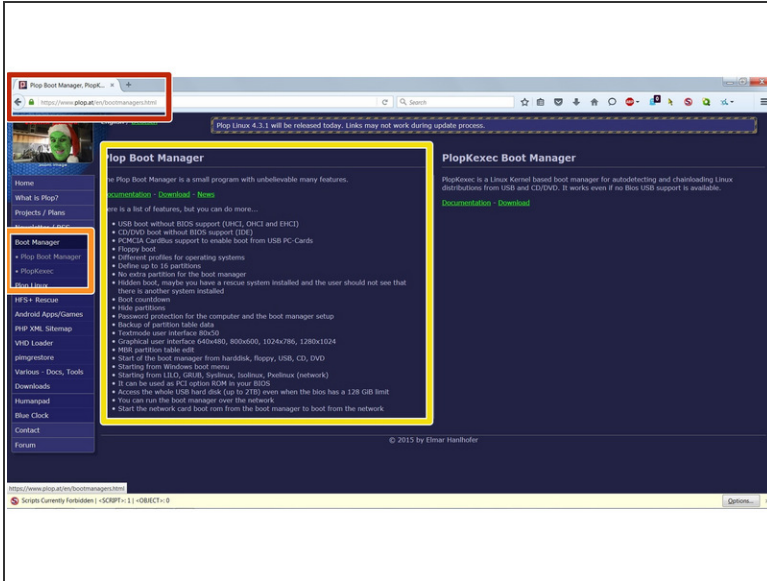 Plop Boot Manager, PlopK...
https://www.plop.at/en/bootmanagers.html
Search
English /
Plop Linux 4.3.1 will be released today. Links may not work during update process.
Home
What is Plop?
Projects / Plans
Newsletter / RSS
Boot Manager
• Plop Boot Manager
• PlopKexec
Plop Linux
HFS+ Rescue
Android Apps/Games
PHP XML Sitemap
VHD Loader
pimgrestore
Various - Docs, Tools
Downloads
Humanpad
Blue Clock
Contact
Forum
Plop Boot Manager
The Plop Boot Manager is a small program with unbelievable many features.
Documentation - Download - News
Here is a list of features, but you can do more...
• USB boot without BIOS support (UHCI, OHCI and EHCI)
• CD/DVD boot without BIOS support (IDE)
• PCMCIA CardBus support to enable boot from USB PC-Cards
• Floppy boot
• Different profiles for operating systems
• Define up to 16 partitions
• No extra partition for the boot manager
• Hidden boot, maybe you have a rescue system installed and the user should not see that
there is another system installed
• Boot countdown
• Hide partitions
• Password protection for the computer and the boot manager setup
• Backup of partition table data
• Textmode user interface 80x50
• Graphical user interface 640x480, 800x600, 1024x786, 1280x1024
• MBR partition table edit
• Start of the boot manager from harddisk, floppy, USB, CD, DVD
• Starting from Windows boot menu
• Starting from LILO, GRUB, Syslinux, Isolinux, Pxelinux (network)
• It can be used as PCI option ROM in your BIOS
• Access the whole USB hard disk (up to 2TB) even when the bios has a 128 GiB limit
• You can run the boot manager over the network
• Start the network card boot rom from the boot manager to boot from the network
PlopKexec Boot Manager
PlopKexec is a Linux Kernel based boot manager for autodetecting and chainloading Linux
distributions from USB and CD/DVD. It works even if no Bios USB support is available.
Documentation - Download
© 2015 by Elmar Hanlhofer
https://www.plop.at/en/bootmanagers.html
Scripts Currently Forbidden | <SCRIPT>: 1 | <OBJECT>: 0
Options...